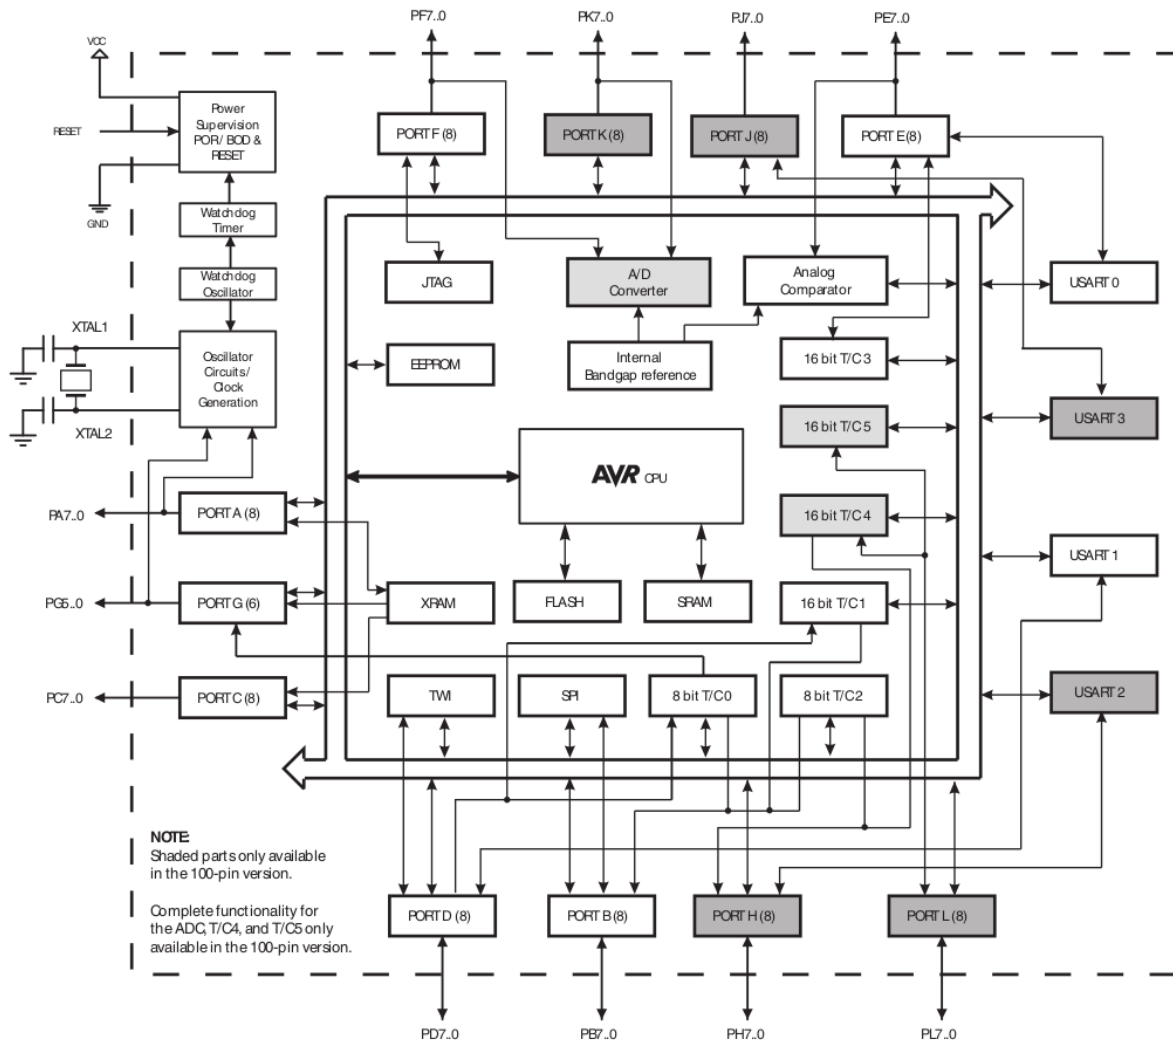 PF7..0
PK7..0
PJ7..0
PE7..0
VCC
RESET
GND
Power
Supervision
POR/ BOD &
RESET
Watchdog
Timer
Watchdog
Oscillator
XTAL1
XTAL2
Oscillator
Circuits/
Clock
Generation
PORT F (8)
PORT K (8)
PORT J (8)
PORT E (8)
JTAG
A/D
Converter
Analog
Comparator
USART 0
EEPROM
Internal
Bandgap reference
16 bit T/C 3
16 bit T/C 5
USART 3
AVR CPU
PA7..0
PORT A (8)
16 bit T/C 4
USART 1
PG5..0
PORT G (6)
XRAM
FLASH
SRAM
16 bit T/C 1
PC7..0
PORT C (8)
TWI
SPI
8 bit T/C 0
8 bit T/C 2
USART 2
NOTE:
Shaded parts only available
in the 100-pin version.
Complete functionality for
the ADC, T/C4, and T/C5 only
available in the 100-pin version.
PORT D (8)
PORT B (8)
PORT H (8)
PORT L (8)
PD7..0
PB7..0
PH7..0
PL7..0